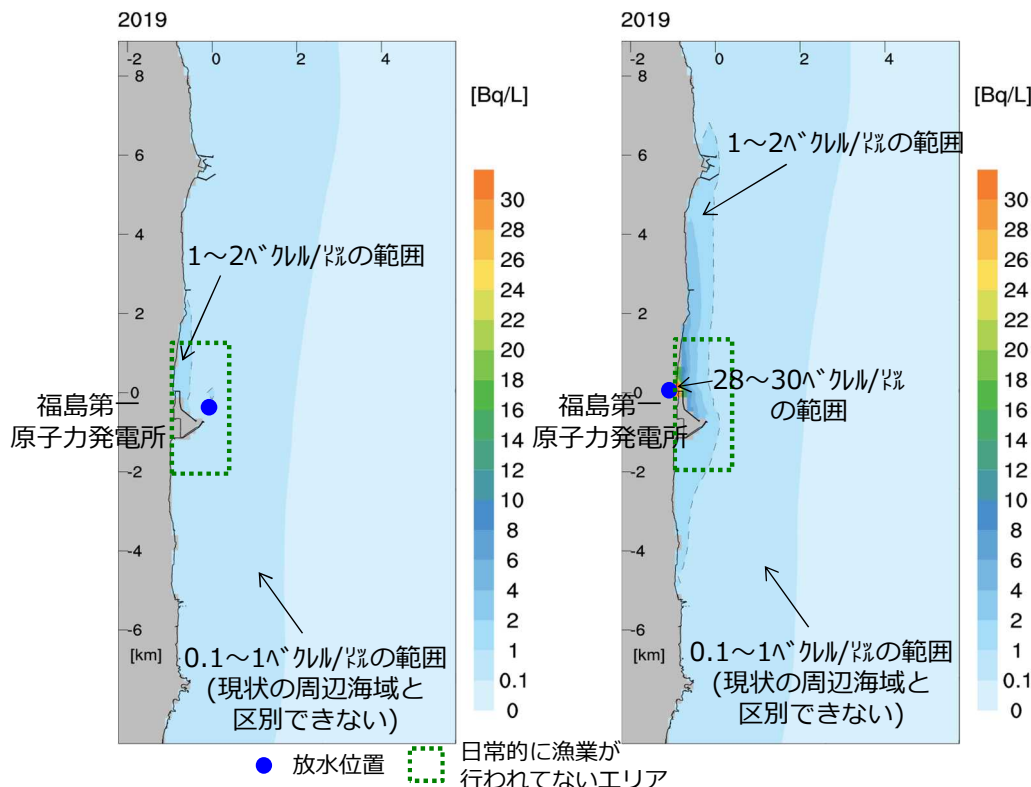 2019
-2
0
2
4
8
6
4
2
0
-2
-4
-6
[km]
[Bq/L]
30
28
26
24
22
20
18
16
14
12
10
8
6
4
2
1
0.1
0
1～2ﾍﾞｸﾚﾙ/㍑の範囲
福島第一
原子力発電所
0.1～1ﾍﾞｸﾚﾙ/㍑の範囲
(現状の周辺海域と
区別できない)
2019
-2
0
2
4
8
6
4
2
0
-2
-4
-6
[km]
[Bq/L]
30
28
26
24
22
20
18
16
14
12
10
8
6
4
2
1
0.1
0
1～2ﾍﾞｸﾚﾙ/㍑の範囲
28～30ﾍﾞｸﾚﾙ/㍑
の範囲
福島第一
原子力発電所
0.1～1ﾍﾞｸﾚﾙ/㍑の範囲
(現状の周辺海域と
区別できない)
放水位置
日常的に漁業が
行われてないエリア